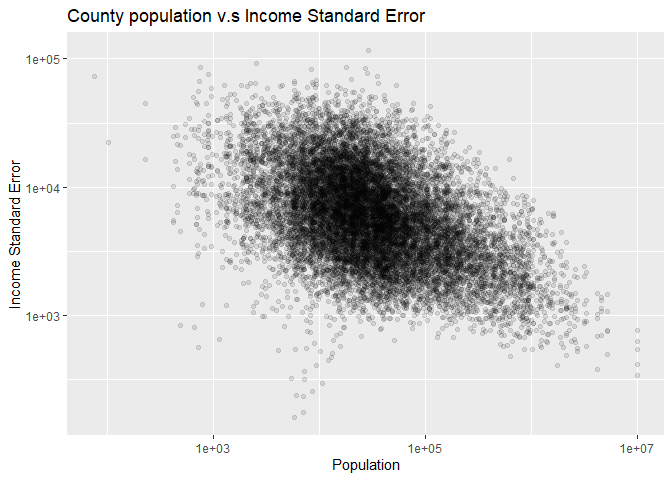 County population v.s Income Standard Error
1e+05
1e+04
1e+03
Income Standard Error
1e+03
1e+05
1e+07
Population